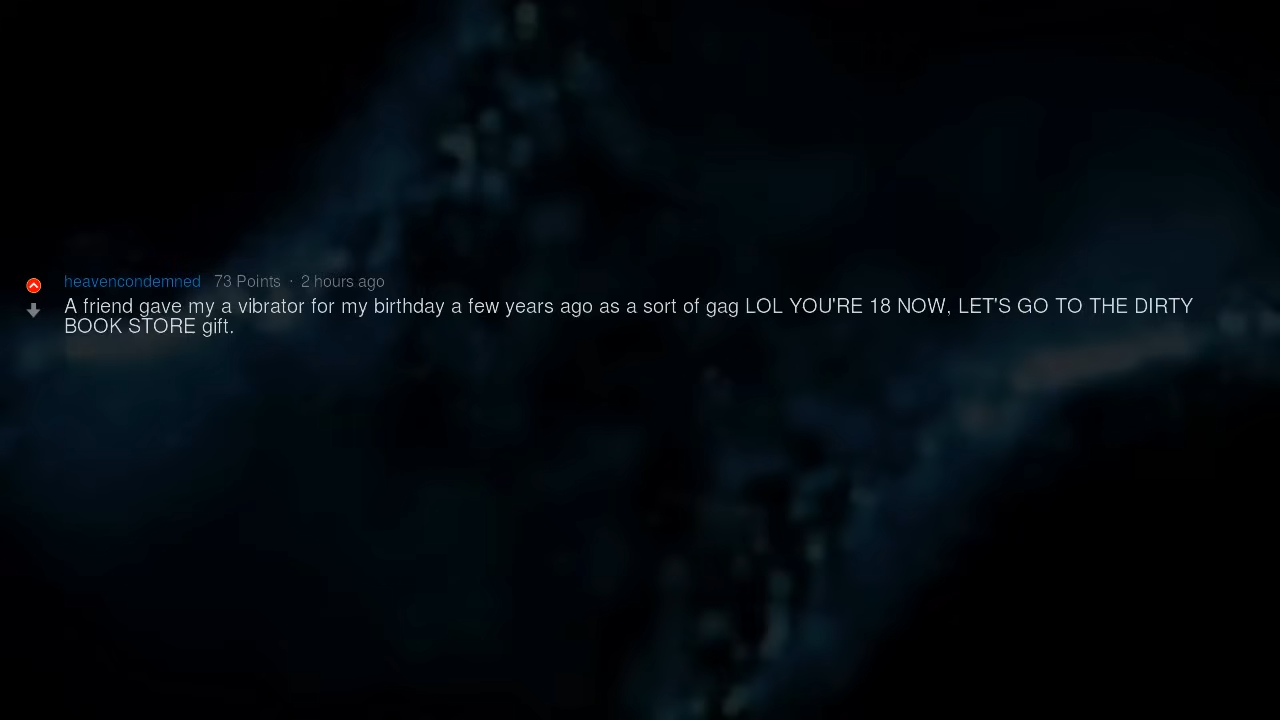 heavencondemned 73 Points · 2 hours ago
A friend gave my a vibrator for my birthday a few years ago as a sort of gag LOL YOU'RE 18 NOW, LET'S GO TO THE DIRTY
BOOK STORE gift.